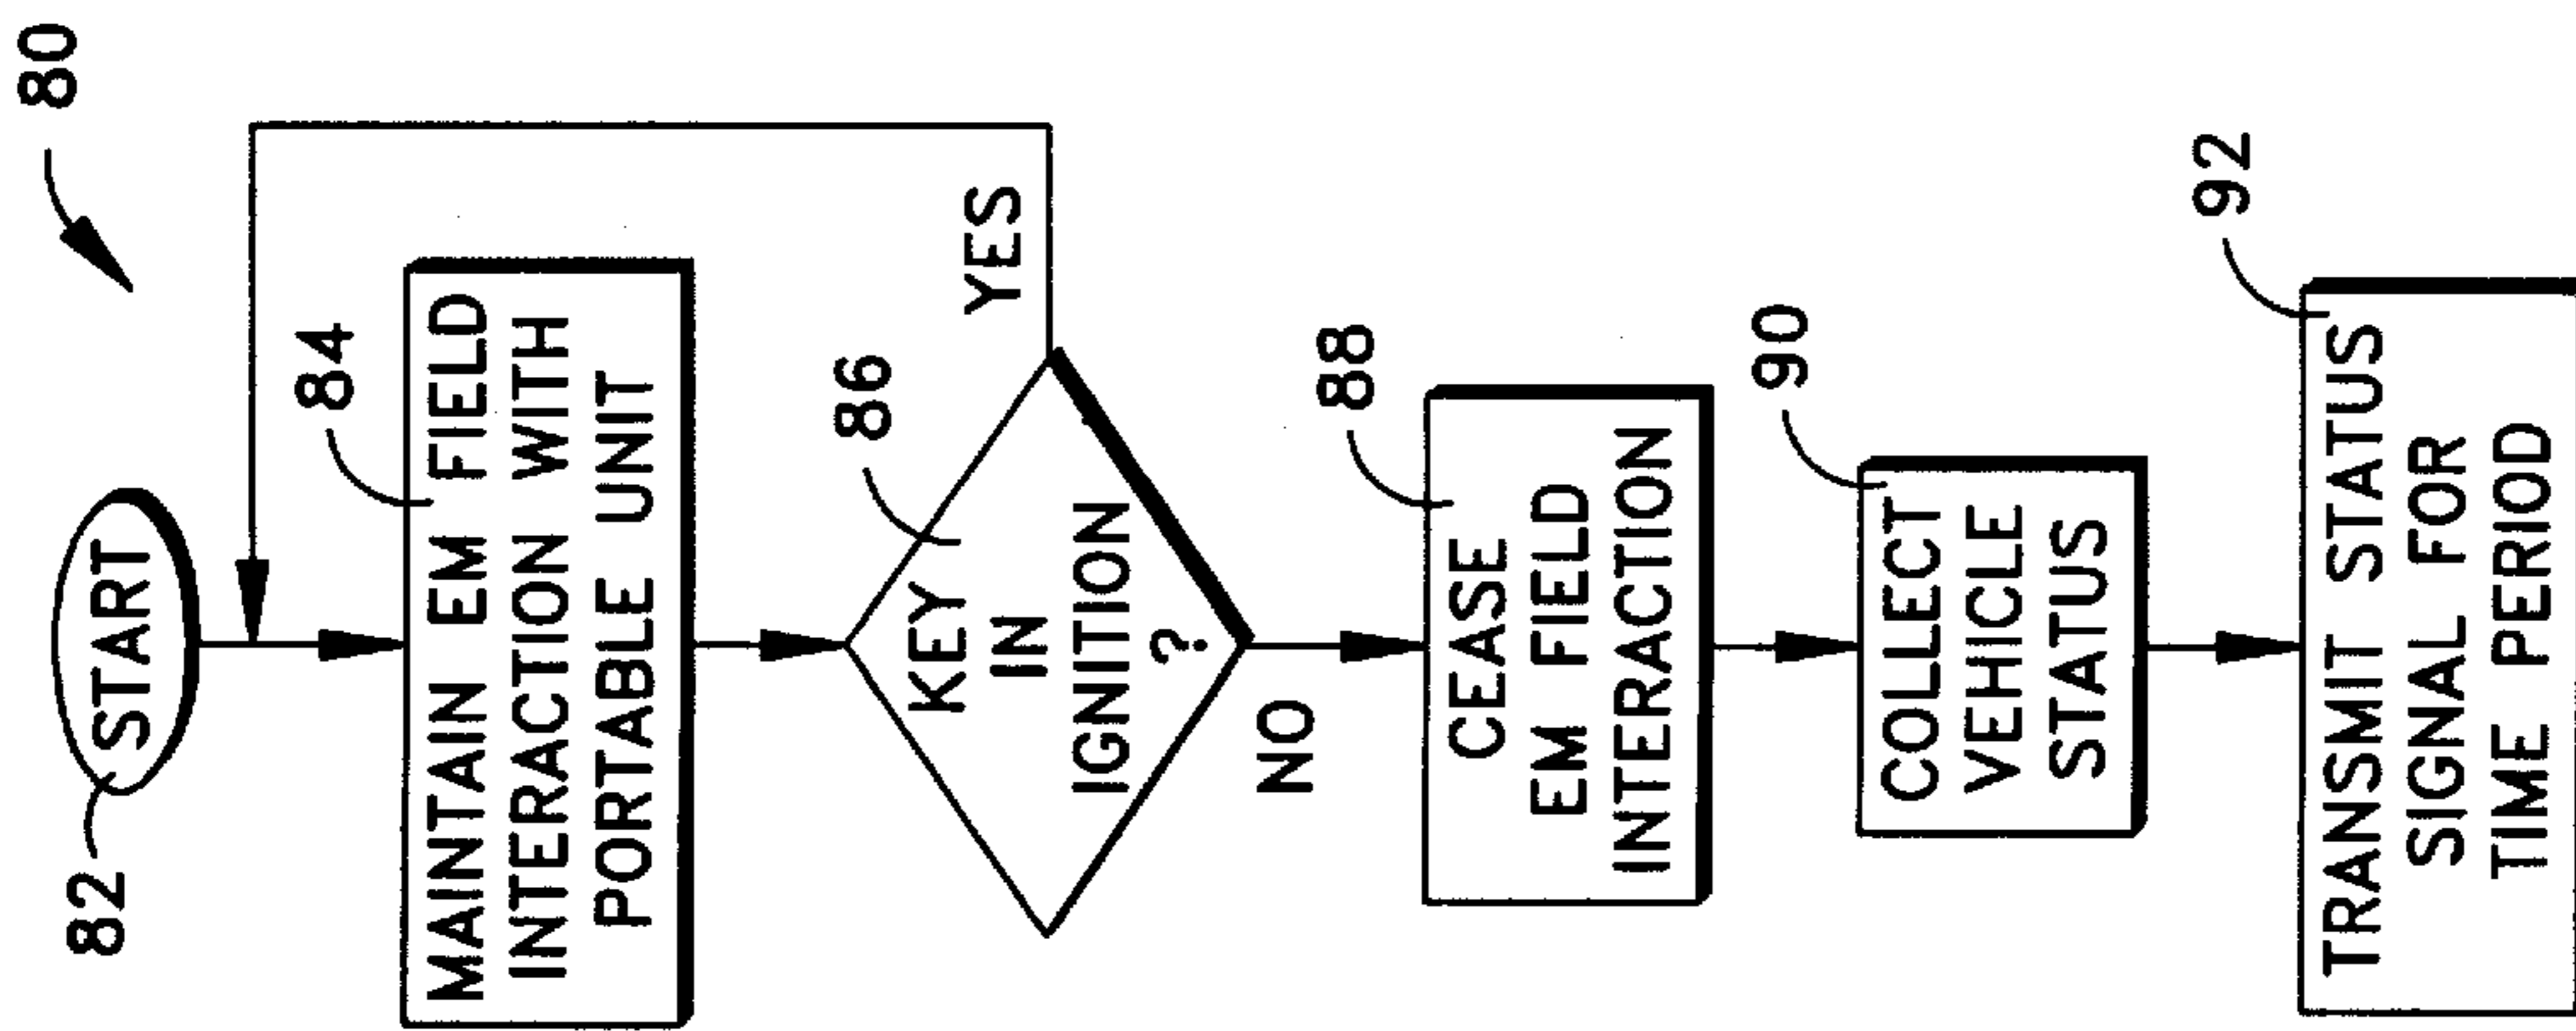 80
82
START
84
MAINTAIN EM FIELD
INTERACTION WITH
PORTABLE UNIT
86
KEY
IN
IGNITION
?
YES
NO
88
CEASE
EM FIELD
INTERACTION
90
COLLECT
VEHICLE
STATUS
92
TRANSMIT STATUS
SIGNAL FOR
TIME PERIOD